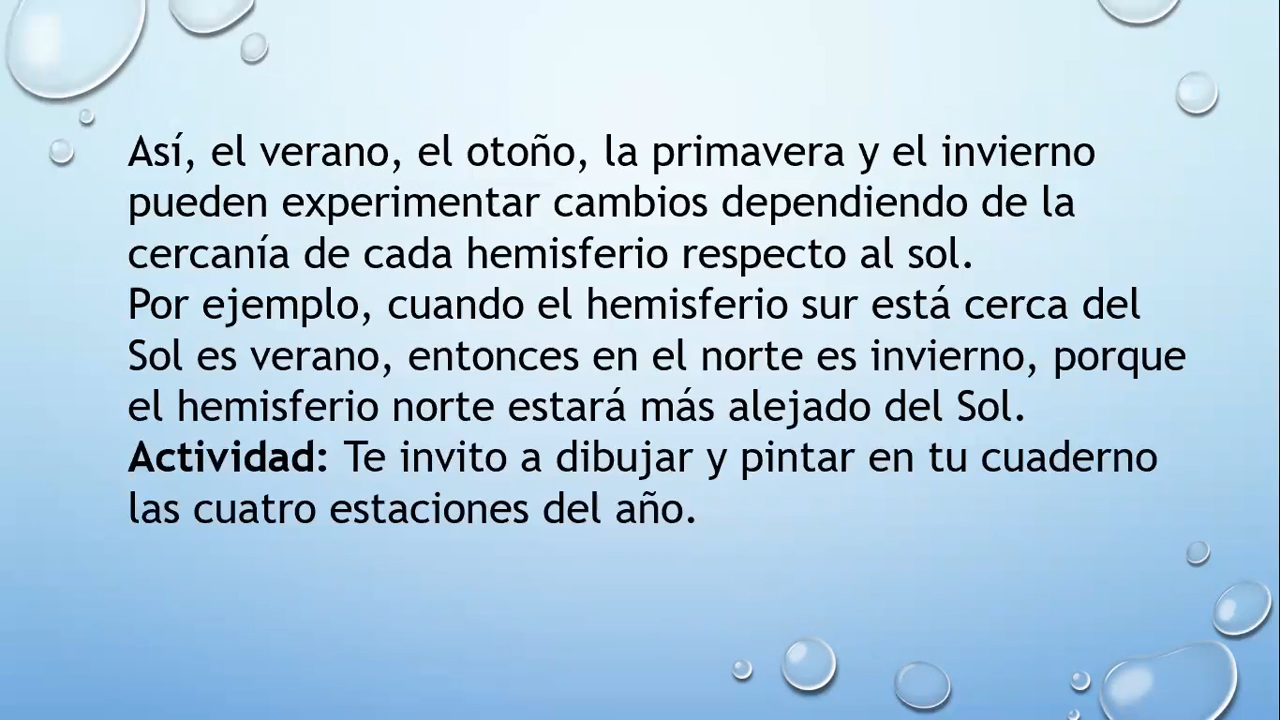 Así, el verano, el otoño, la primavera y el invierno
pueden experimentar cambios dependiendo de la
cercanía de cada hemisferio respecto al sol.
Por ejemplo, cuando el hemisferio sur está cerca del
Sol es verano, entonces en el norte es invierno, porque
el hemisferio norte estará más alejado del Sol.
Actividad: Te invito a dibujar y pintar en tu cuaderno
las cuatro estaciones del año.